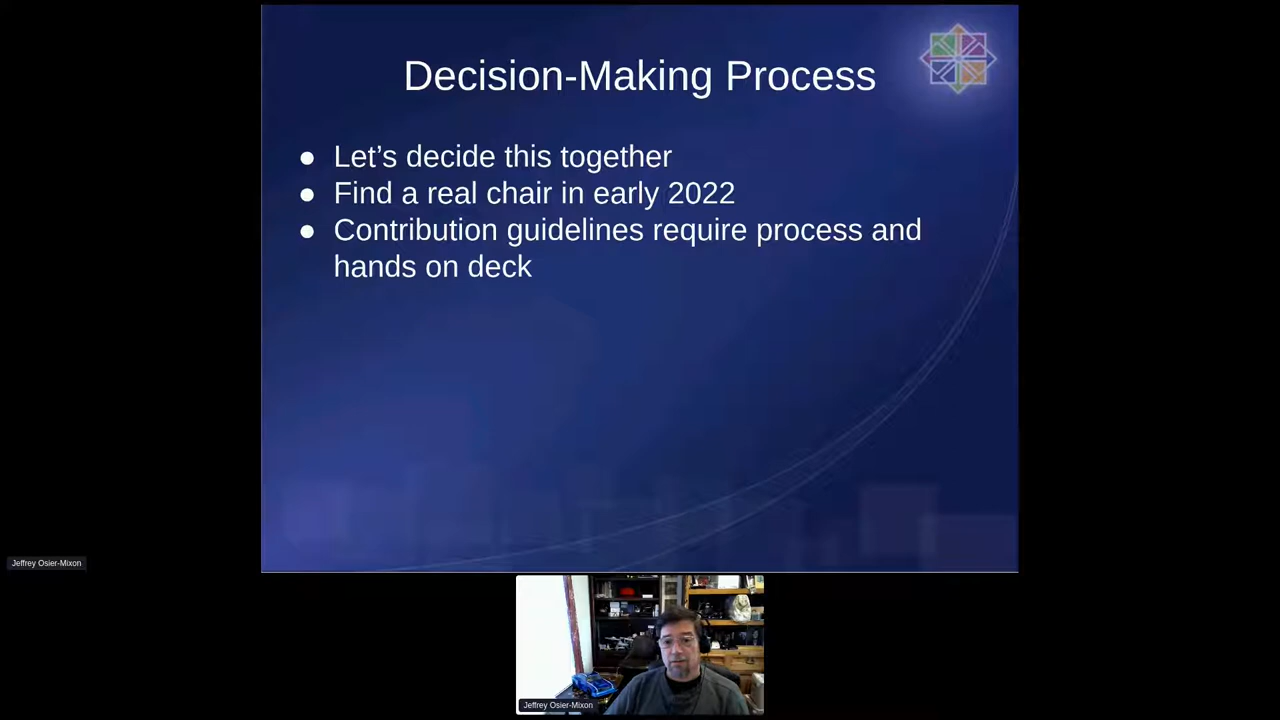 Decision-Making Process
● Let’s decide this together
● Find a real chair in early 2022
● Contribution guidelines require process and
hands on deck
Jeffrey Osier-Mixon
Jeffrey Osier-Mixon